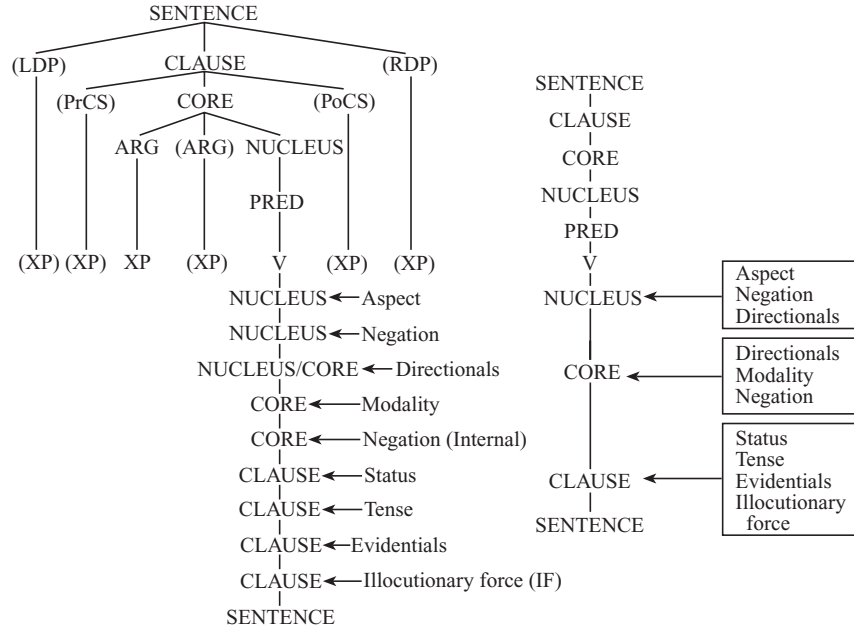 SENTENCE
(LDP) CLAUSE (RDP)
(PrCS) CORE (PoCS)
ARG (ARG) NUCLEUS
PRED
(XP) (XP) XP (XP) V (XP) (XP)
NUCLEUS Aspect
NUCLEUS Negation
NUCLEUS/CORE Directionals
CORE Modality
CORE Negation (Internal)
CLAUSE Status
CLAUSE Tense
CLAUSE Evidentials
CLAUSE Illocutionary force (IF)
SENTENCE
SENTENCE
CLAUSE
CORE
NUCLEUS
PRED
V
NUCLEUS
Aspect
Negation
Directionals
CORE
Directionals
Modality
Negation
CLAUSE
Status
Tense
Evidentials
Illocutionary
force
SENTENCE